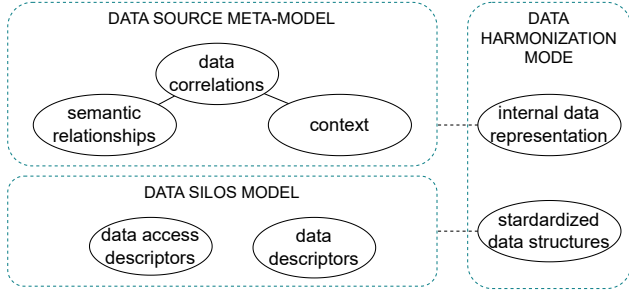 DATA SOURCE META-MODEL
data
correlations
semantic
relationships
context
DATA SILOS MODEL
data access
descriptors
data
descriptors
DATA
HARMONIZATION
MODE
internal data
representation
stardardized
data structures